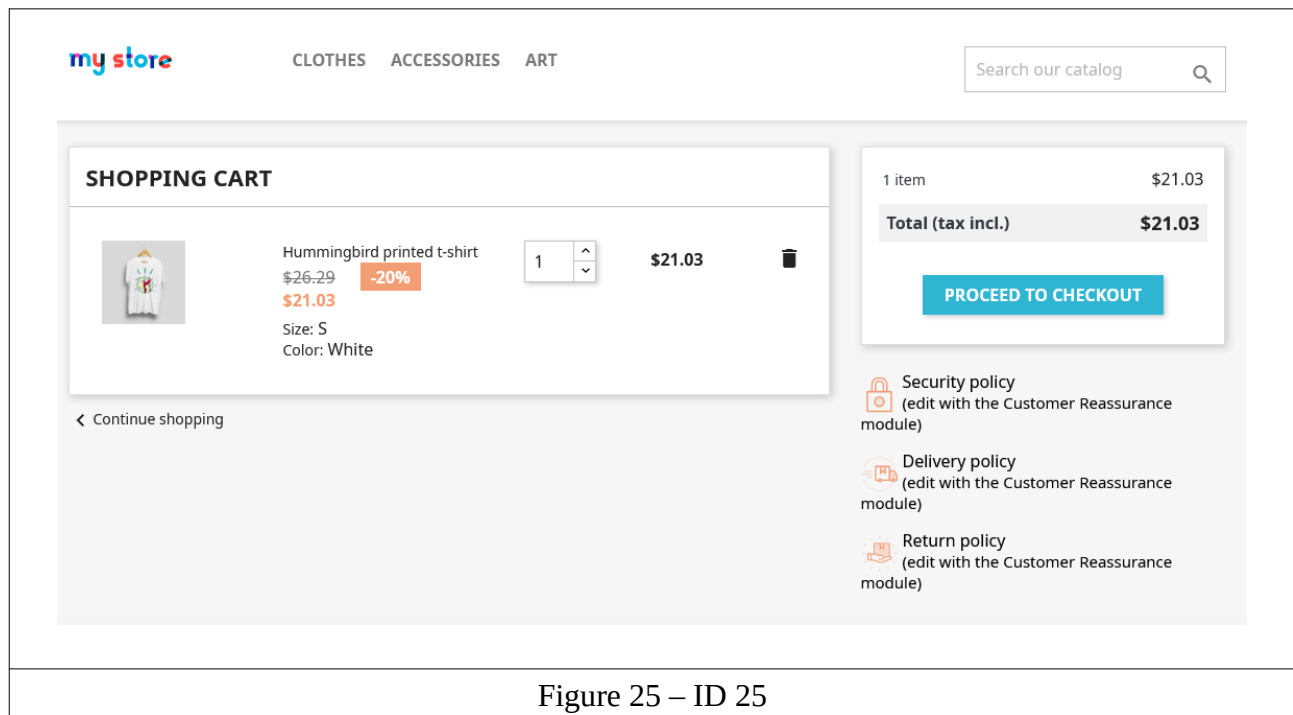 my store
CLOTHES ACCESSORIES ART
Search our catalog
SHOPPING CART
Hummingbird printed t-shirt
$26.29 -20%
$21.03
Size: S
Color: White
1
$21.03
Continue shopping
1 item $21.03
Total (tax incl.) $21.03
PROCEED TO CHECKOUT
Security policy
(edit with the Customer Reassurance
module)
Delivery policy
(edit with the Customer Reassurance
module)
Return policy
(edit with the Customer Reassurance
module)
Figure 25 – ID 25